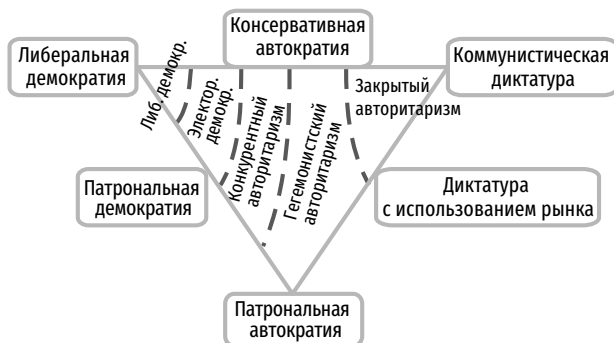 Консервативная
автократия
Либеральная
демократия
Коммунистическая
диктатура
Либ. демокр.
Электор.
демокр.
Конкурентный
авторитаризм
Гегемонистский
авторитаризм
Закрытый
авторитаризм
Патрональная
демократия
Диктатура
с использованием рынка
Патрональная
автократия